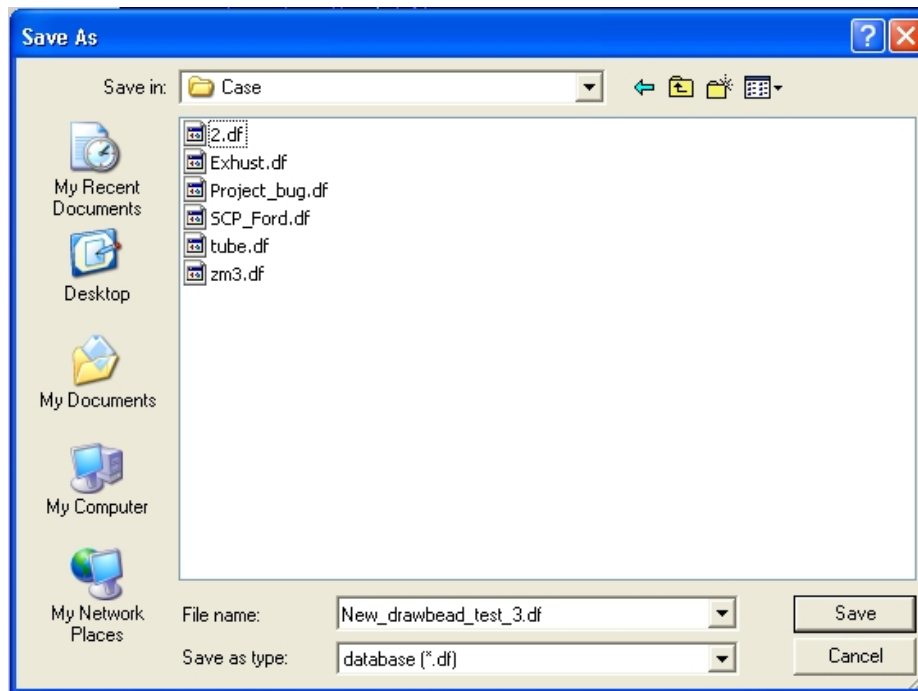 Save As
Save in: Case
2.df
Exhust.df
Project_bug.df
SCP_Ford.df
tube.df
zm3.df
My Recent
Documents
Desktop
My Documents
My Computer
My Network
Places
File name: New_drawbead_test_3.df Save
Save as type: database (*.df) Cancel